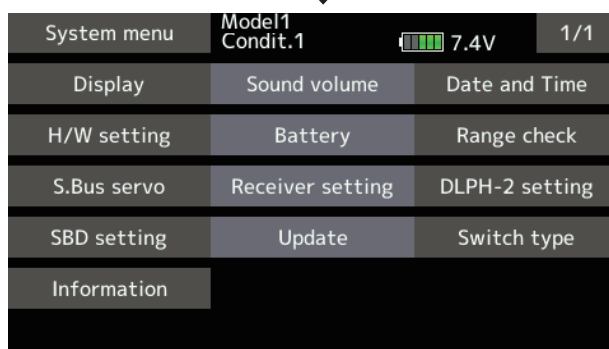 System menu
Model1
Condit.1
7.4V
1/1
Display
Sound volume
Date and Time
H/W setting
Battery
Range check
S.Bus servo
Receiver setting
DLPH-2 setting
SBD setting
Update
Switch type
Information